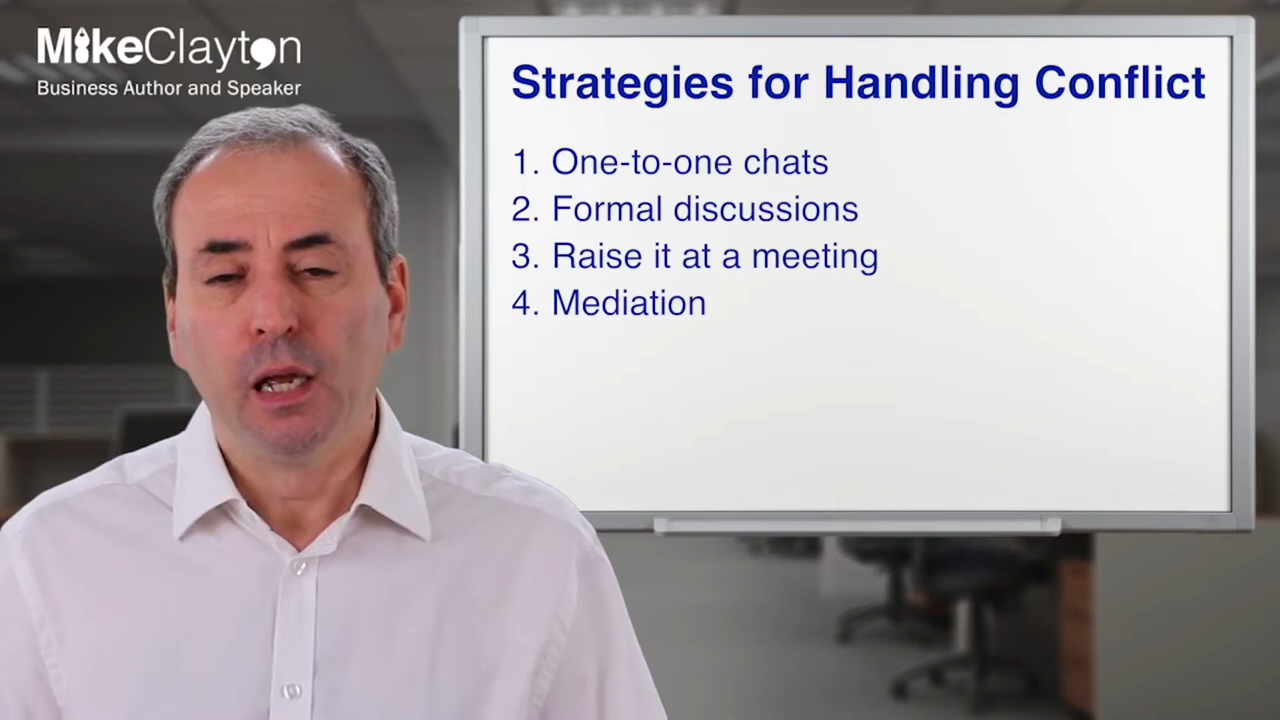 MikeClayton
Business Author and Speaker
Strategies for Handling Conflict
1. One-to-one chats
2. Formal discussions
3. Raise it at a meeting
4. Mediation